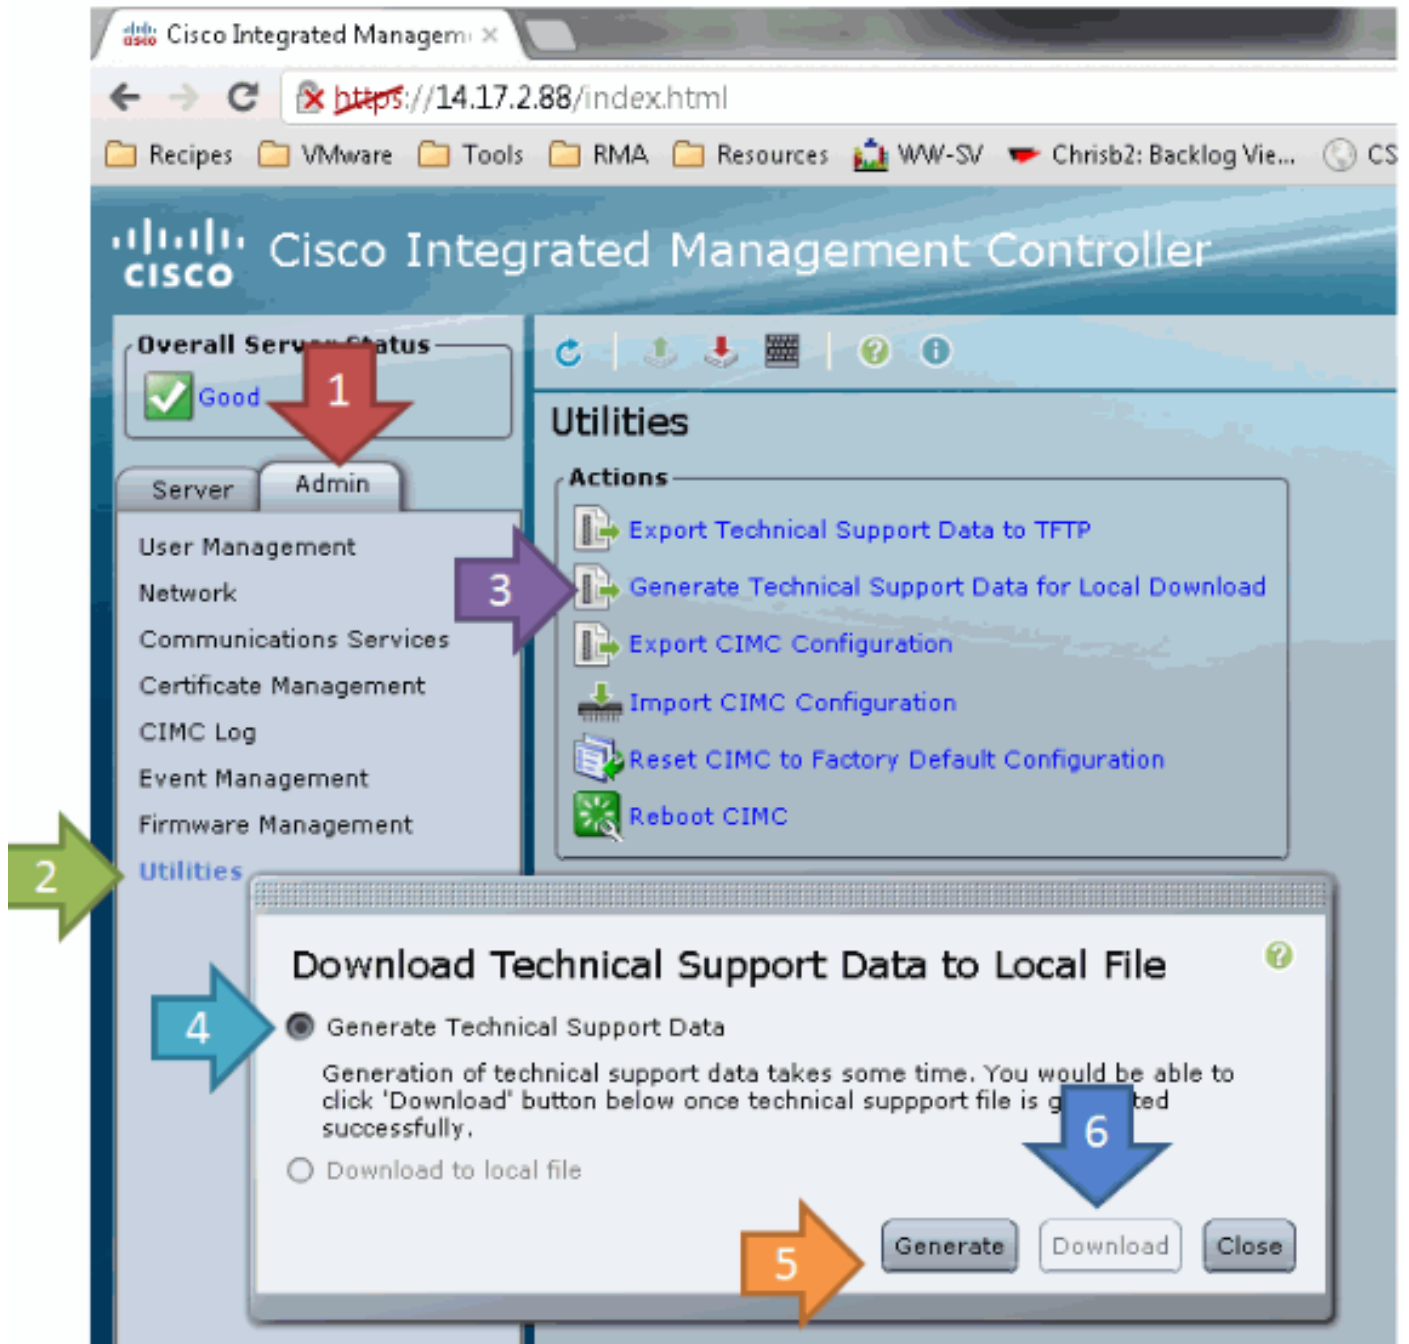 Cisco Integrated Managem
https://14.17.2.88/index.html
Recipes VMware Tools RMA Resources WW-SV Chrisb2: Backlog Vie... CS
CISCO
Cisco Integrated Management Controller
Overall Server Status
Good
1
Server Admin
User Management
Network
Communications Services
Certificate Management
CIMC Log
Event Management
Firmware Management
2
Utilities
Utilities
Actions
Export Technical Support Data to TFTP
3
Generate Technical Support Data for Local Download
Export CIMC Configuration
Import CIMC Configuration
Reset CIMC to Factory Default Configuration
Reboot CIMC
Download Technical Support Data to Local File
4
Generate Technical Support Data
Generation of technical support data takes some time. You would be able to
click 'Download' button below once technical suppport file is g ted
successfully.
6
Download to local file
5
Generate Download Close